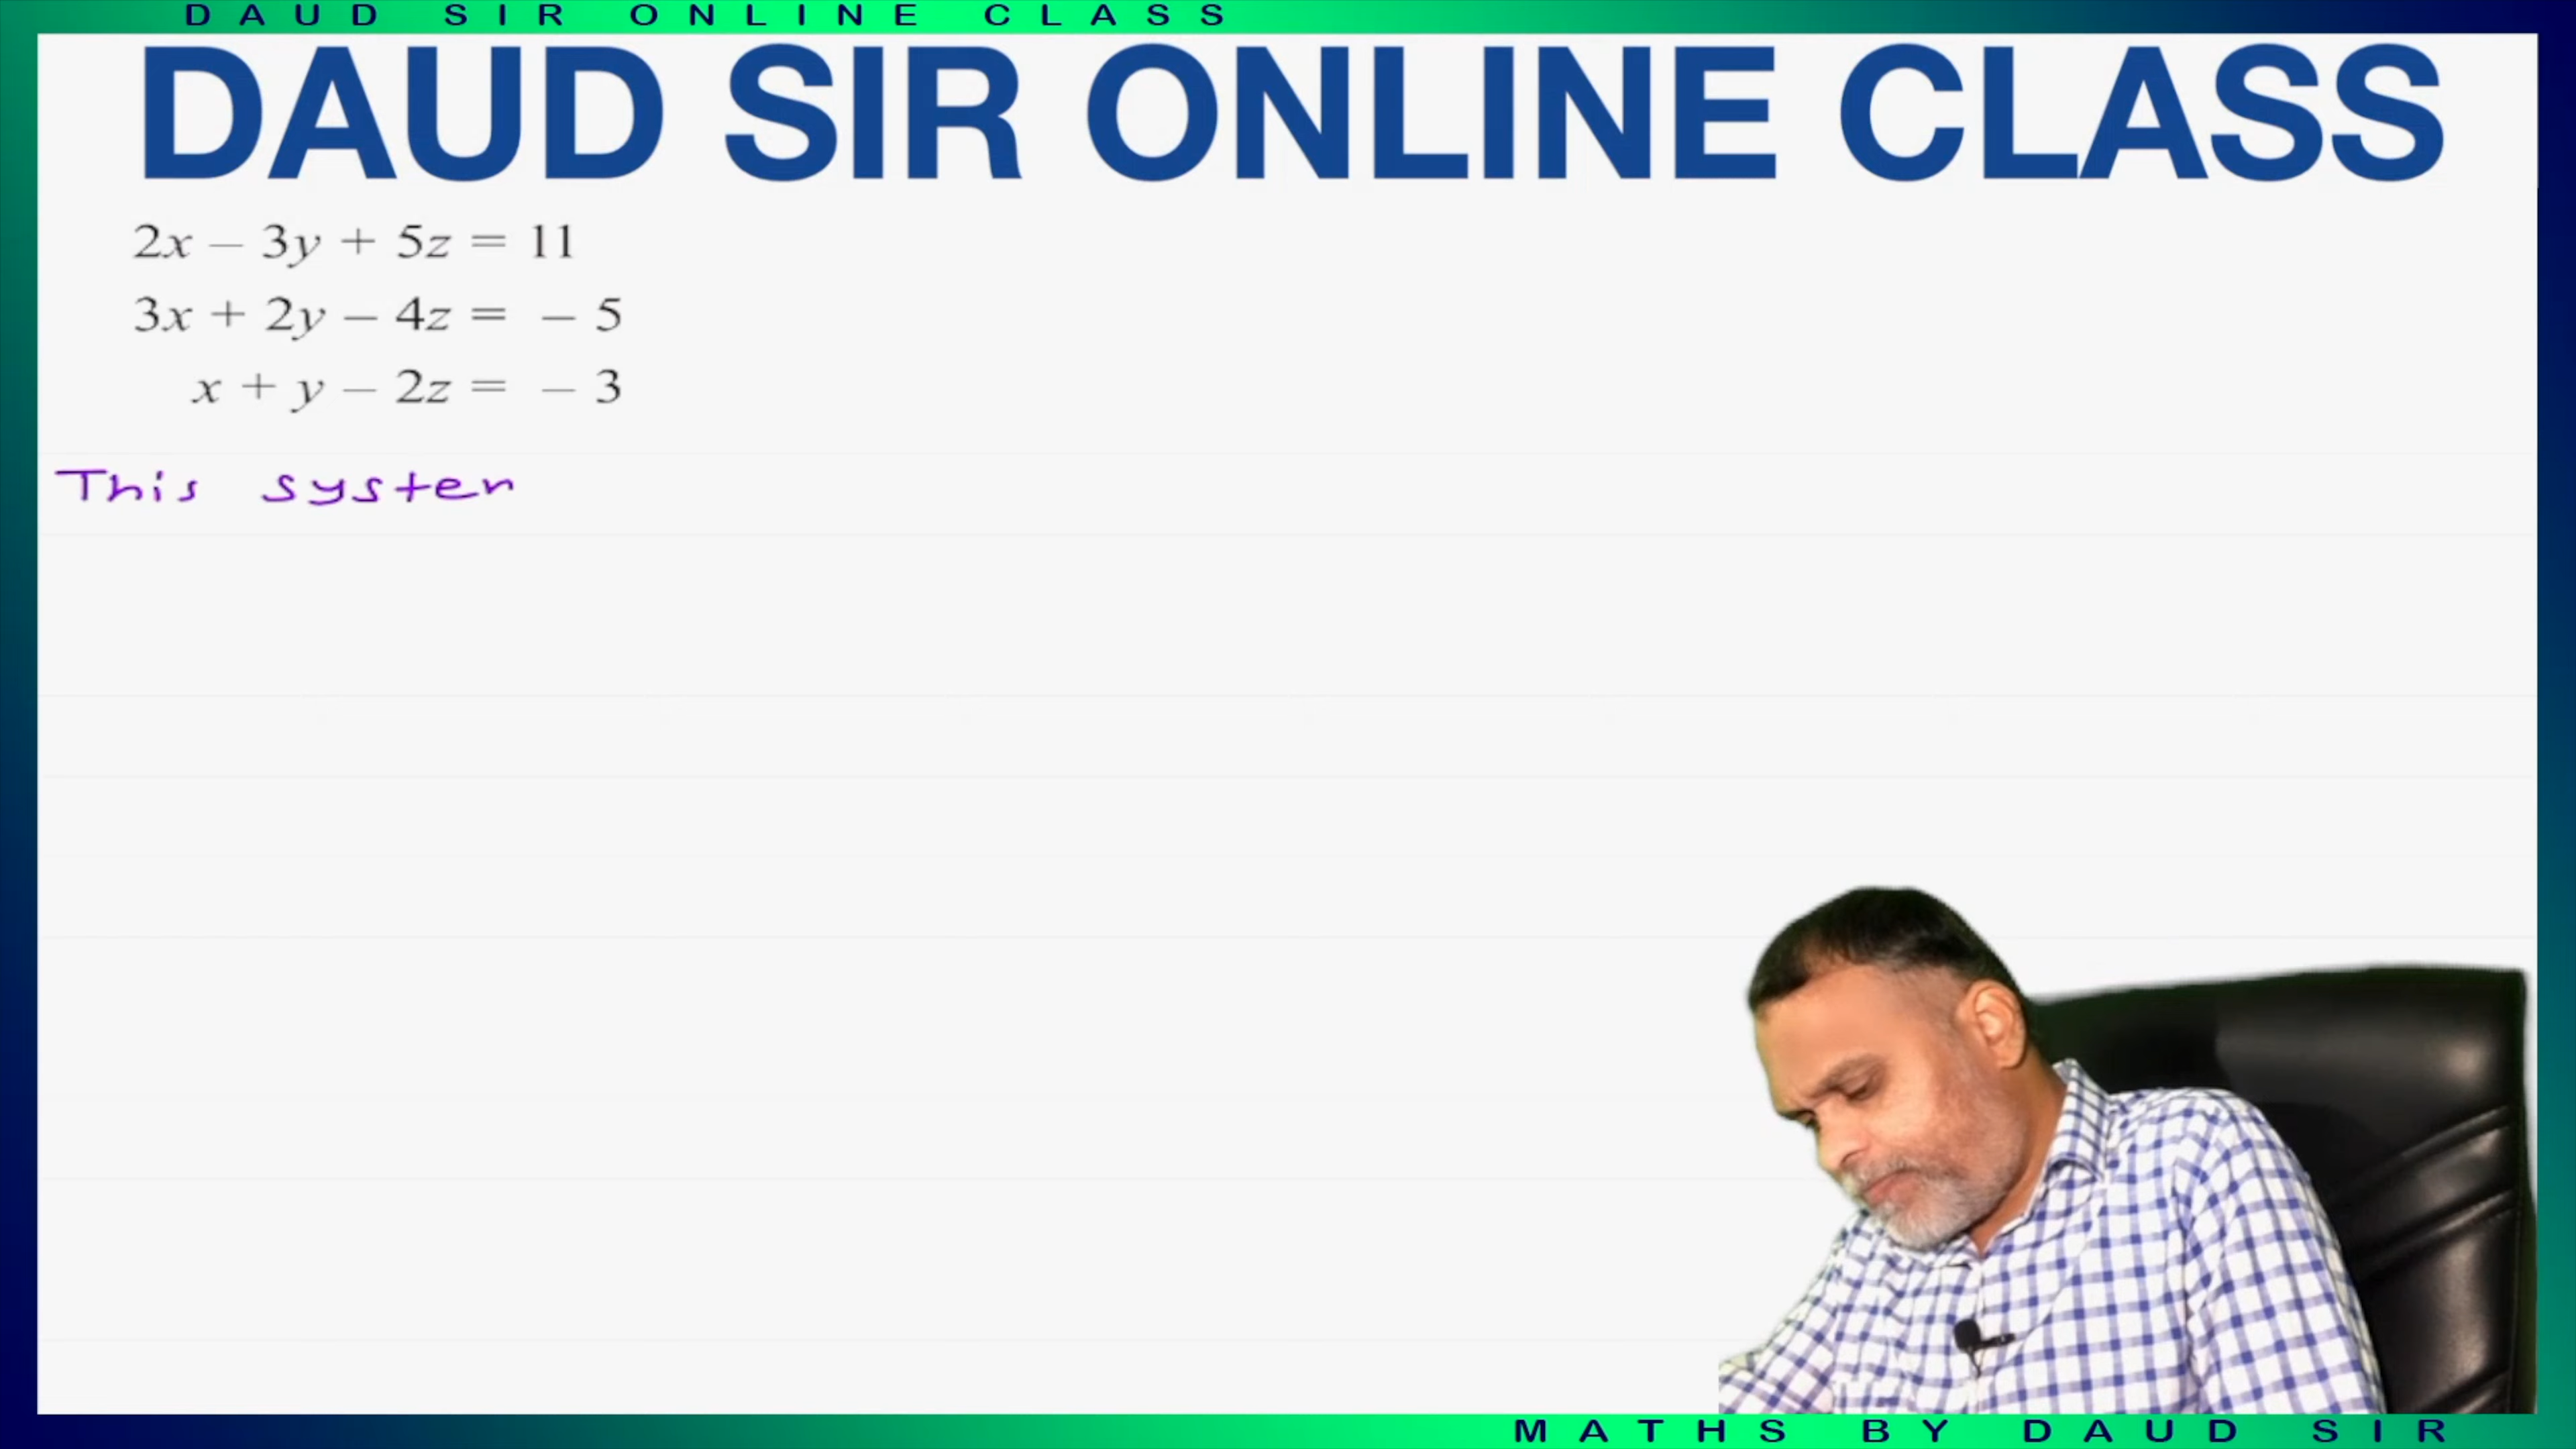 DAUD SIR ONLINE CLASS
DAUD SIR ONLINE CLASS
2x – 3y + 5z = 11
3x + 2y – 4z = – 5
x + y – 2z = – 3
This systen
MATHS BY DAUD SIR